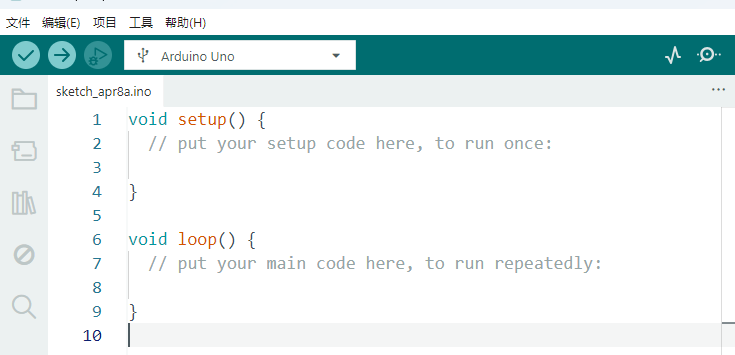 文件 编辑(E) 项目 工具 帮助(H)
Arduino Uno
sketch_apr8a.ino
1 void setup() {
2 // put your setup code here, to run once:
3
4 }
5
6 void loop() {
7 // put your main code here, to run repeatedly:
8
9 }
10